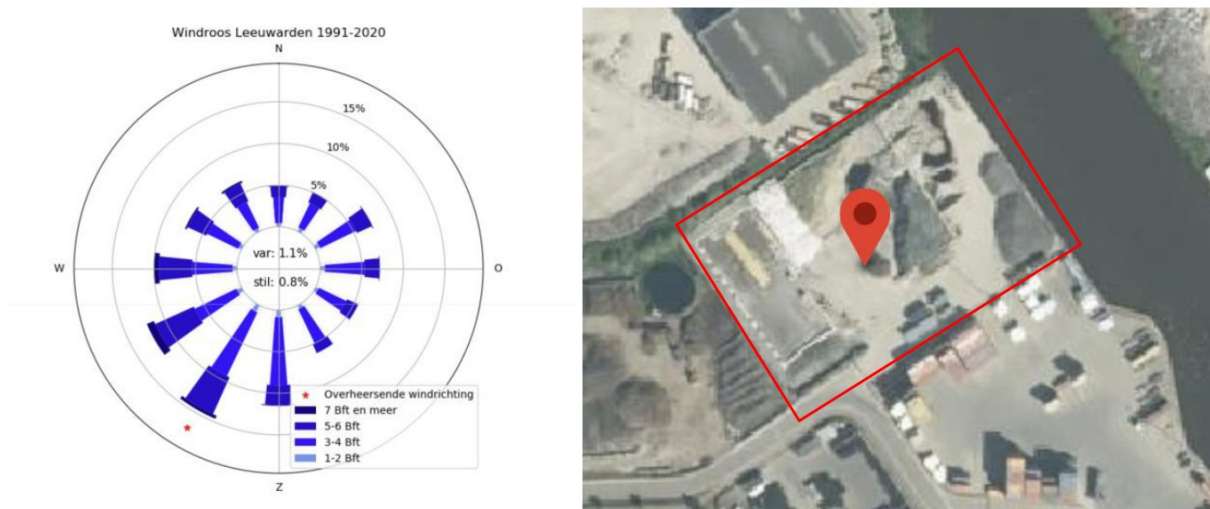 Windroos Leeuwarden 1991-2020
N
15%
10%
5%
W
var: 1.1%
O
stil: 0.8%
Overheersende windrichting
7 Bft en meer
5-6 Bft
3-4 Bft
1-2 Bft
Z